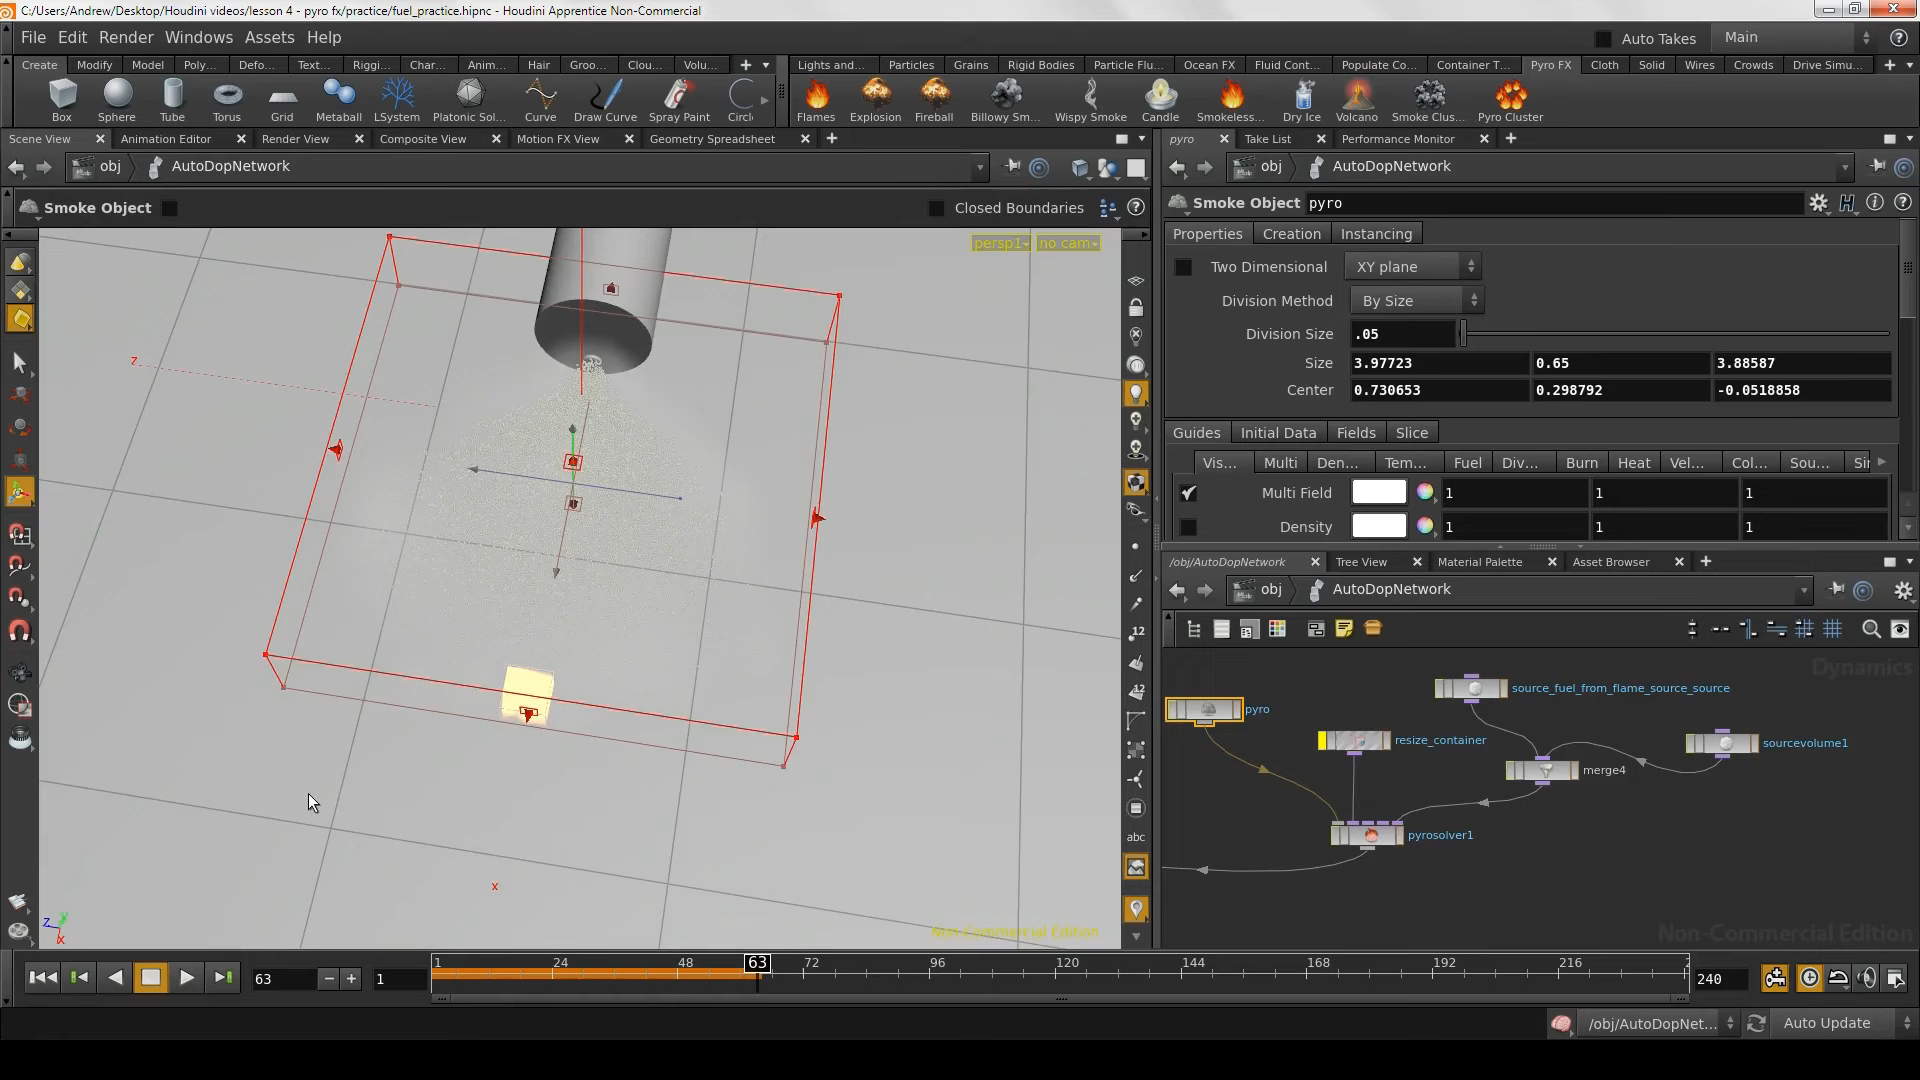 C:/Users/Andrew/Desktop/Houdini videos/lesson 4 - pyro fx/practice/fuel_practice.hipnc - Houdini Apprentice Non-Commercial
File Edit Render Windows Assets Help
Auto Takes Main
Create Modify Model Poly... Defo... Text... Riggi... Char... Anim... Hair Groo... Clou... Volu...
Lights and... Particles Grains Rigid Bodies Particle Flu... Ocean FX Fluid Cont... Populate Co... Container T... Pyro FX Cloth Solid Wires Crowds Drive Simu...
Box Sphere Tube Torus Grid Metaball LSystem Platonic Sol... Curve Draw Curve Spray Paint Circl
Flames Explosion Fireball Billowy Sm... Wispy Smoke Candle Smokeless... Dry Ice Volcano Smoke Clus... Pyro Cluster
Scene View Animation Editor Render View Composite View Motion FX View Geometry Spreadsheet
pyro Take List Performance Monitor
obj AutoDopNetwork
obj AutoDopNetwork
Smoke Object Closed Boundaries
Smoke Object pyro
persp1 no cam
Properties Creation Instancing
Two Dimensional XY plane
Division Method By Size
Division Size .05
Size 3.97723 0.65 3.88587
Center 0.730653 0.298792 -0.0518858
Guides Initial Data Fields Slice
Vis... Multi Den... Tem... Fuel Div... Burn Heat Vel... Col... Sou... Sir
Multi Field 1 1 1
Density 1 1 1
z
/obj/AutoDopNetwork Tree View Material Palette Asset Browser
obj AutoDopNetwork
12
12
abc
Dynamics
source_fuel_from_flame_source_source
pyro
resize_container
sourcevolume1
merge4
pyrosolver1
x
z y x
Non-Commercial Edition
Non-Commercial Edition
63 1
1 24 48 63 72 96 120 144 168 192 216 2
240
/obj/AutoDopNet... Auto Update